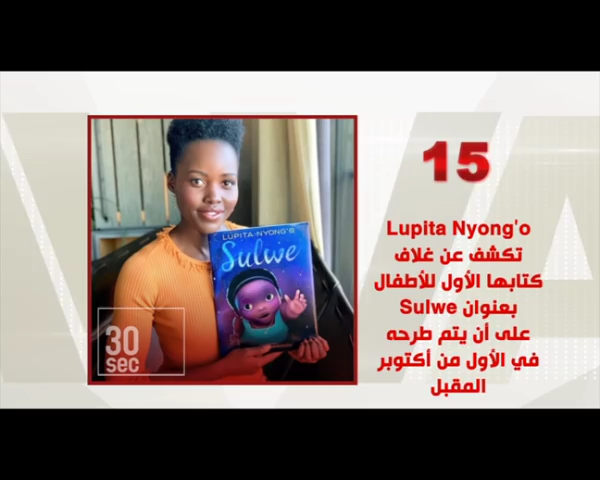 15
Lupita Nyong'o
تكشف عن غلاف
كتابها الأول للأطفال
بعنوان Sulwe
على أن يتم طرحه
في الأول من أكتوبر
المقبل
LUPITA NYONG'O
Sulwe
30
sec